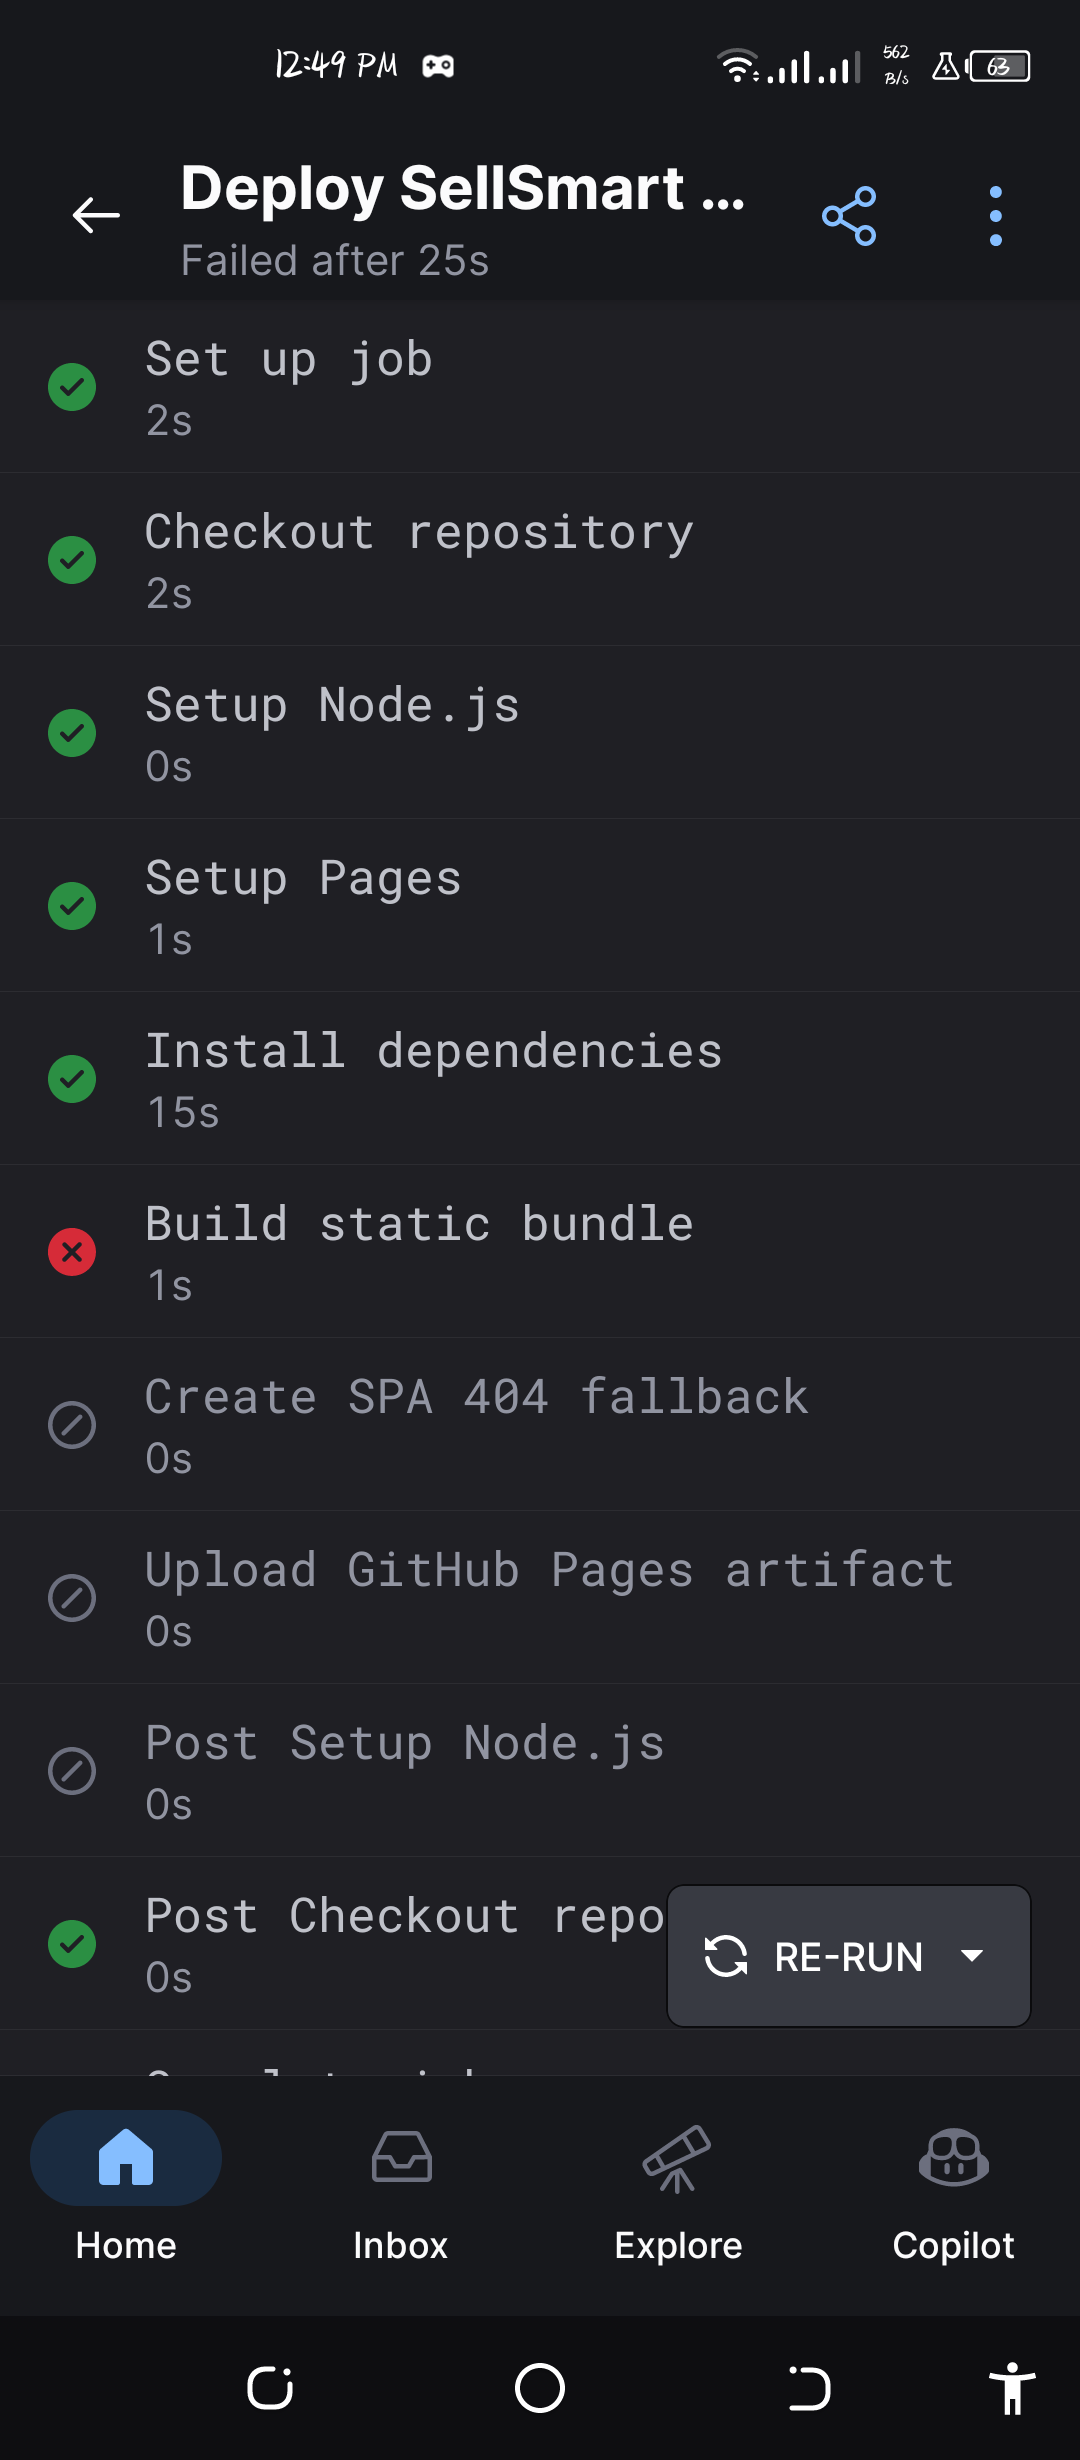 12:49 PM
562
B/s
63
Deploy SellSmart ...
Failed after 25s
Set up job
2s
Checkout repository
2s
Setup Node.js
0s
Setup Pages
1s
Install dependencies
15s
Build static bundle
1s
Create SPA 404 fallback
0s
Upload GitHub Pages artifact
0s
Post Setup Node.js
0s
Post Checkout repo
0s
RE-RUN
Home
Inbox
Explore
Copilot